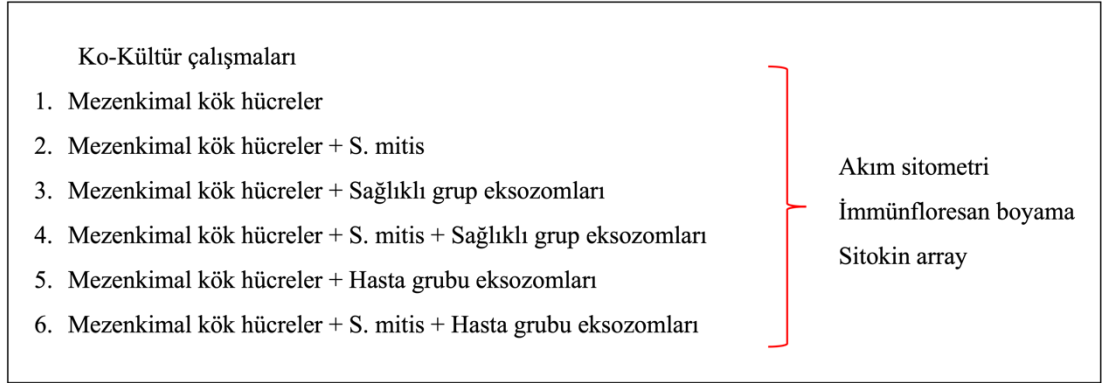 Ko-Kültür çalışmaları
1. Mezenkimal kök hücreler
2. Mezenkimal kök hücreler + S. mitis
3. Mezenkimal kök hücreler + Sağlıklı grup eksozomları
4. Mezenkimal kök hücreler + S. mitis + Sağlıklı grup eksozomları
5. Mezenkimal kök hücreler + Hasta grubu eksozomları
6. Mezenkimal kök hücreler + S. mitis + Hasta grubu eksozomları
Akım sitometri
İmmünfloresan boyama
Sitokin array